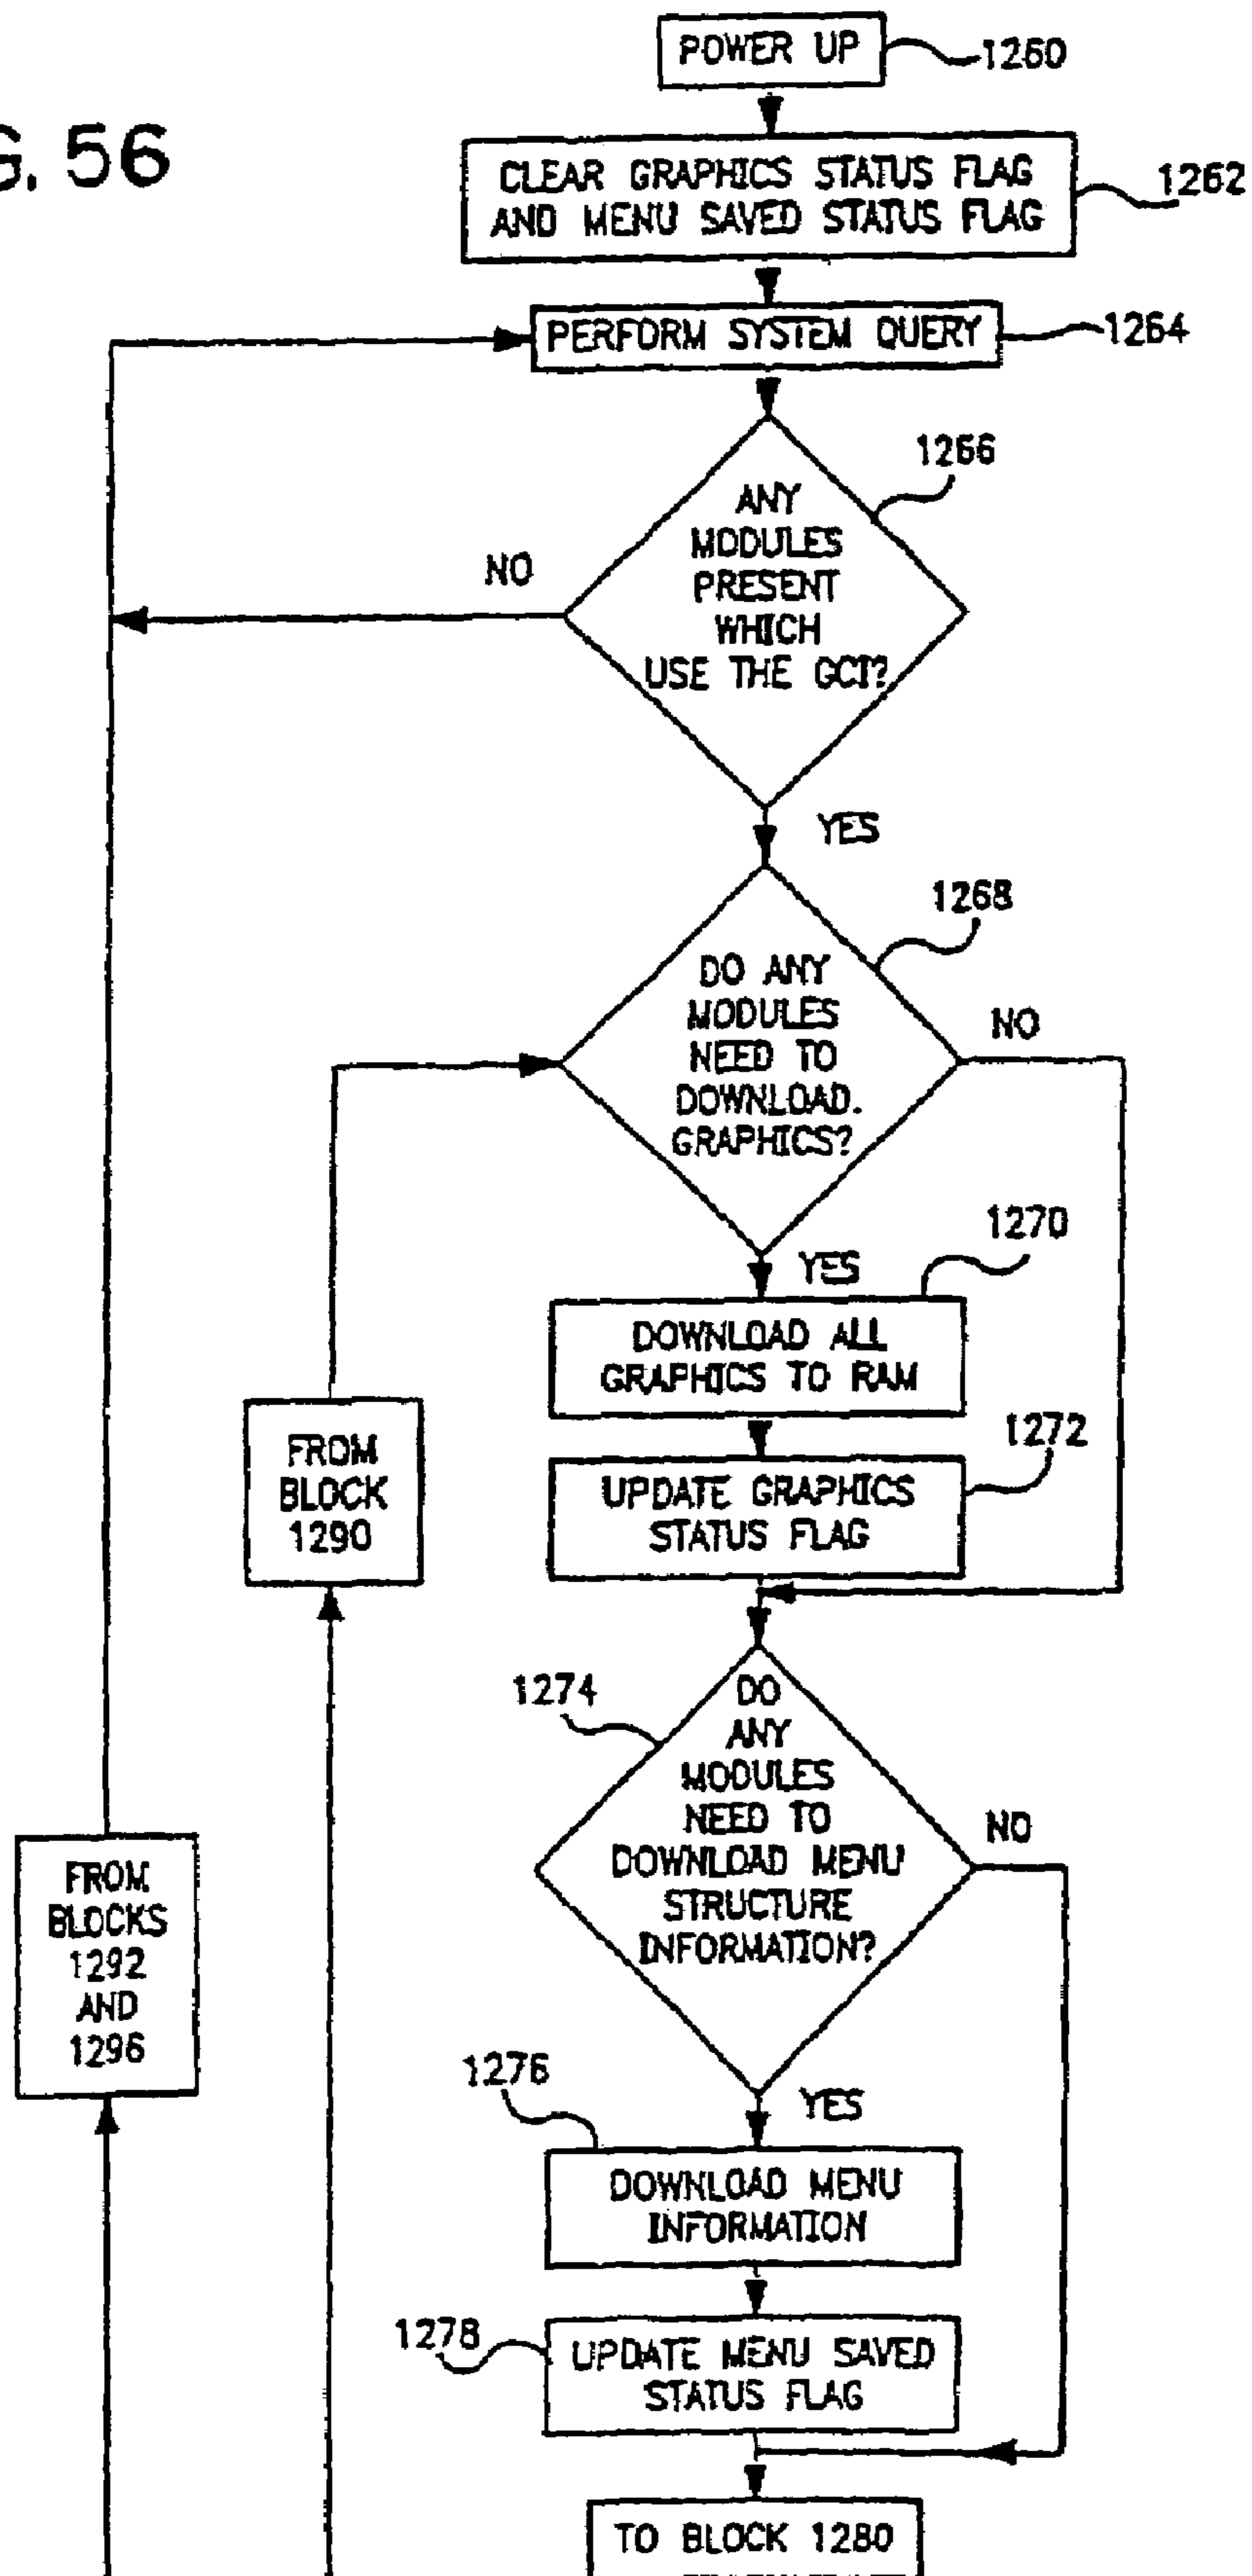 G. 56
POWER UP
1260
CLEAR GRAPHICS STATUS FLAG
AND MENU SAVED STATUS FLAG
1262
PERFORM SYSTEM QUERY
1264
1266
ANY
MODULES
PRESENT
WHICH
USE THE GCI?
NO
YES
1268
DO ANY
MODULES
NEED TO
DOWNLOAD.
GRAPHICS?
NO
YES
1270
DOWNLOAD ALL
GRAPHICS TO RAM
1272
UPDATE GRAPHICS
STATUS FLAG
FROM
BLOCK
1290
1274
DO
ANY
MODULES
NEED TO
DOWNLOAD MENU
STRUCTURE
INFORMATION?
NO
FROM
BLOCKS
1292
AND
1296
YES
1276
DOWNLOAD MENU
INFORMATION
1278
UPDATE MENU SAVED
STATUS FLAG
TO BLOCK 1280